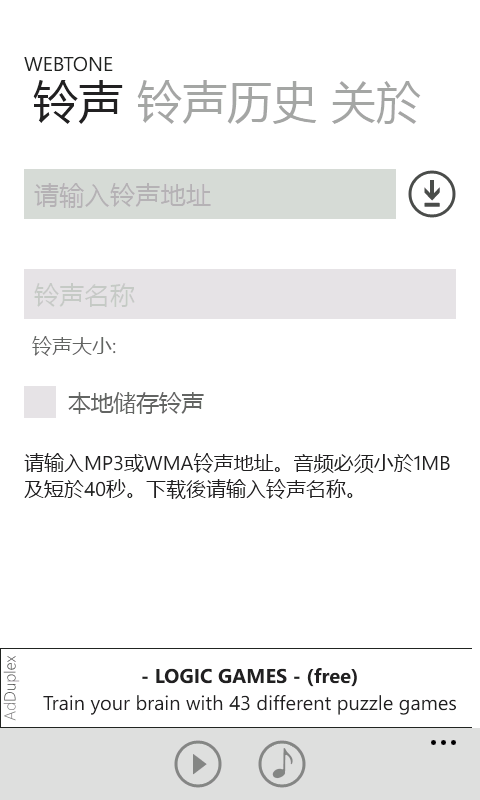 WEBTONE
铃声 铃声历史 关於
请输入铃声地址
铃声名称
铃声大小:
本地储存铃声
请输入MP3或WMA铃声地址。音频必须小於1MB
及短於40秒。下载後请输入铃声名称。
AdDuplex
- LOGIC GAMES - (free)
Train your brain with 43 different puzzle games